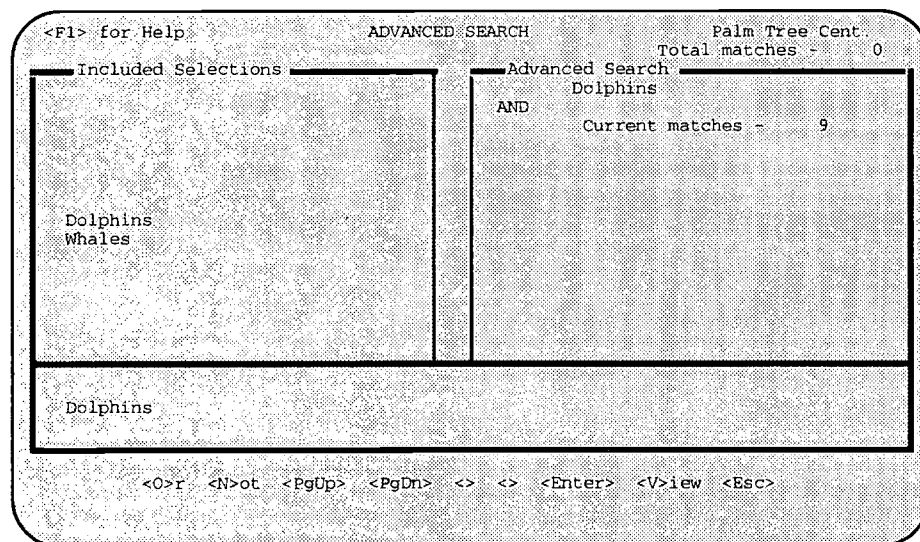 <F1> for Help ADVANCED SEARCH Palm Tree Cent.
Total matches - 0
Included Selections
Advanced Search
Dolphins
AND
Current matches - 9
Dolphins
Whales
Dolphins
<O>r <N>ot <PgUp> <PgDn> <> <> <Enter> <V>iew <Esc>